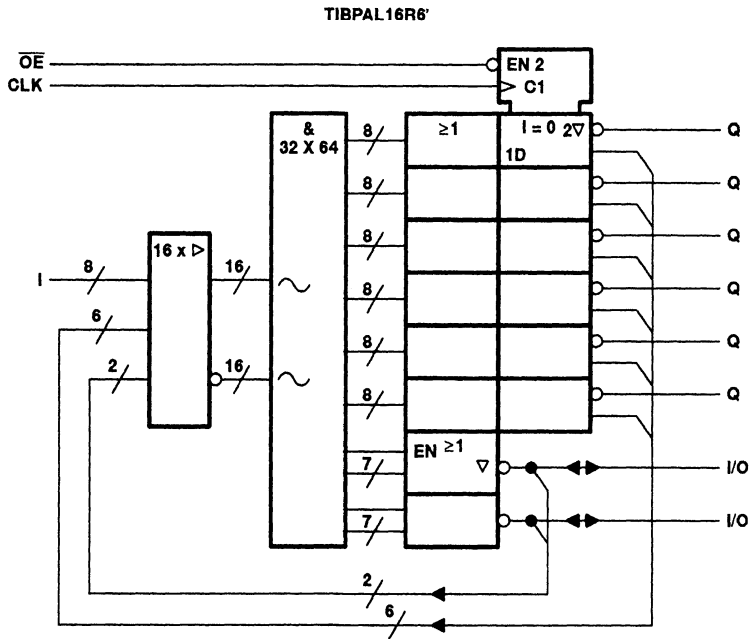 TIBPAL16R6'
OE
EN 2
CLK
C1
&
32 X 64
8
≥1
I = 0 2▽
1D
Q
8
Q
8
Q
16 x ▷
I
8
16
8
Q
6
8
Q
2
16
8
Q
EN ≥1
▽
7
I/O
7
I/O
2
6